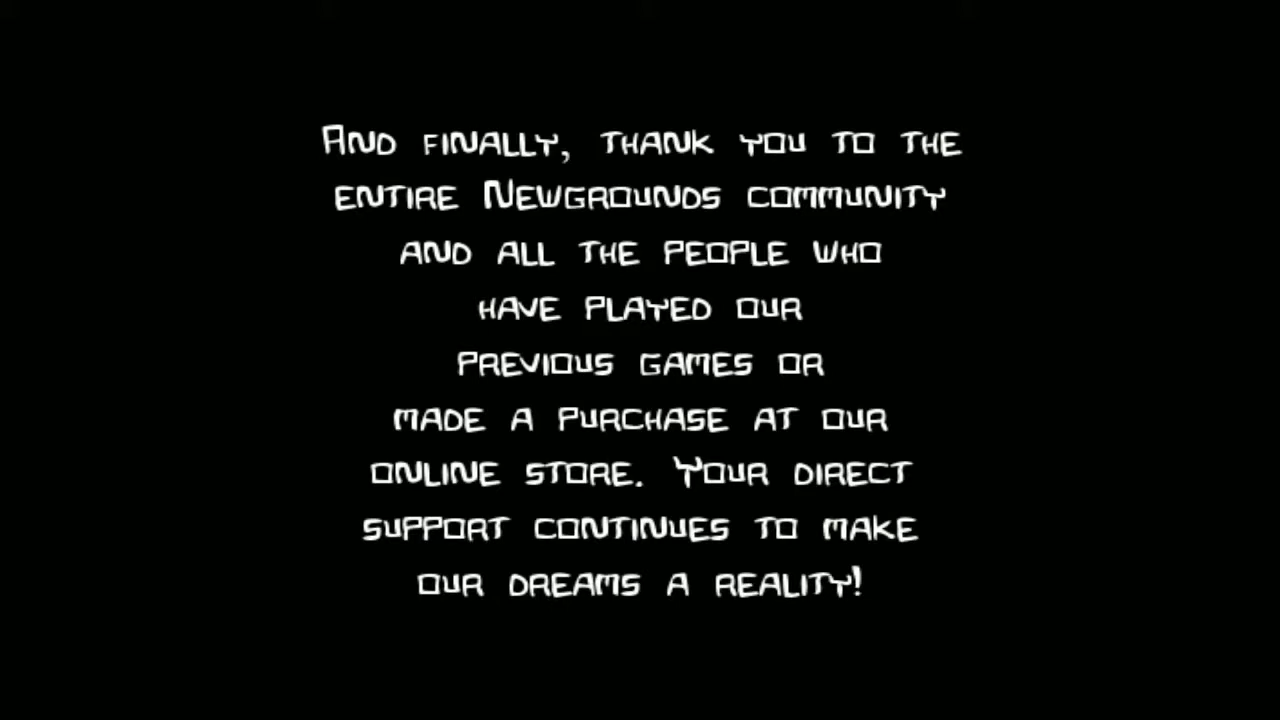 And finally, thank you to the
entire Newgrounds community
and all the people who
have played our
previous games or
made a purchase at our
online store. Your direct
support continues to make
our dreams a reality!